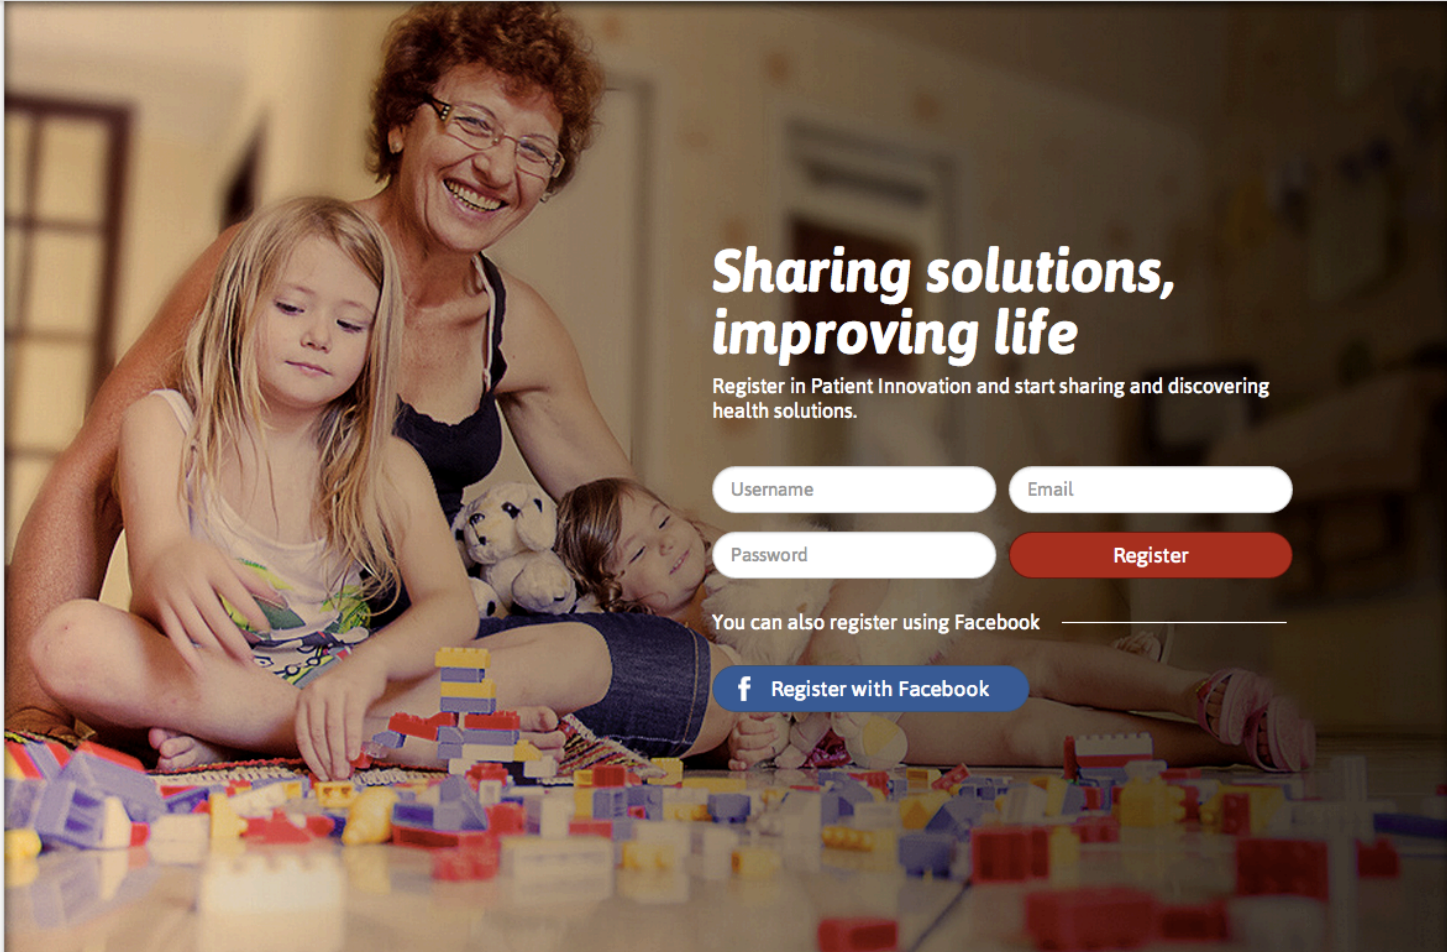 Sharing solutions,
improving life
Register in Patient Innovation and start sharing and discovering
health solutions.
Username
Email
Password
Register
You can also register using Facebook
f Register with Facebook